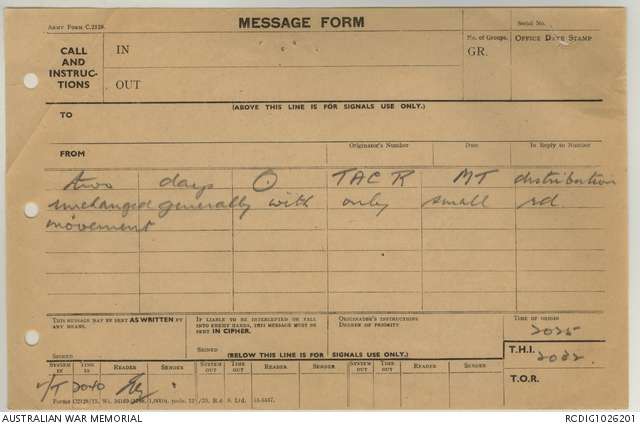 Army Form C.2128.
MESSAGE FORM
Serial No.
CALL AND INSTRUC-TIONS
IN
OUT
No. of Groups.
GR.
OFFICE DATE STAMP
(ABOVE THIS LINE IS FOR SIGNALS USE ONLY.)
TO
FROM
Originator's Number
Date
In Reply to Number
two days O TAC R MT distribution
unchanged generally with only small rd.
movement
THIS MESSAGE MAY BE SENT AS WRITTEN BY ANY MEANS.
SIGNED
IF LIABLE TO BE INTERCEPTED OR FALL INTO ENEMY HANDS, THIS MESSAGE MUST BE SENT IN CIPHER.
SIGNED
ORIGINATOR'S INSTRUCTIONS
DEGREE OF PRIORITY
TIME OF ORIGIN
2025
(BELOW THIS LINE IS FOR SIGNALS USE ONLY.)
T.H.I.
2022
T.O.R.
SYSTEM IN
TIME IN
READER
SENDER
SYSTEM OUT
TIME OUT
READER
SENDER
SYSTEM OUT
TIME OUT
READER
SENDER
2040
AUSTRALIAN WAR MEMORIAL
RCDIG1026201